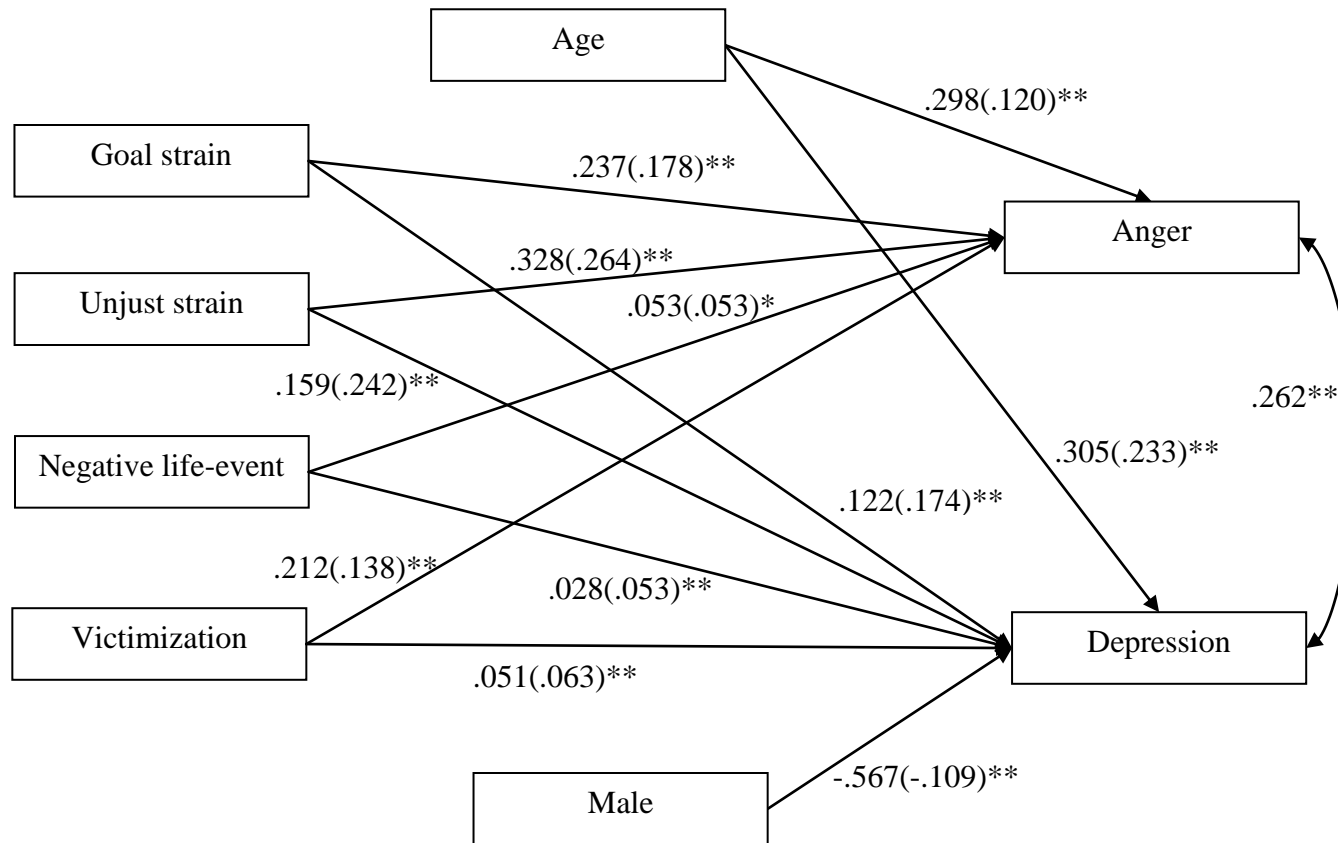 Age
.298(.120)**
Goal strain
.237(.178)**
Anger
.328(.264)**
Unjust strain
.053(.053)*
.159(.242)**
.262**
Negative life-event
.305(.233)**
.122(.174)**
.212(.138)**
.028(.053)**
Victimization
Depression
.051(.063)**
-.567(-.109)**
Male